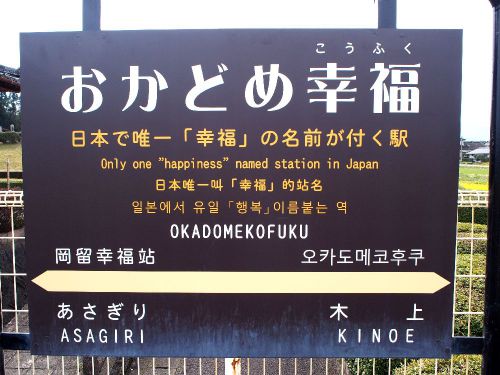 こうふく
おかどめ幸福
日本で唯一「幸福」の名前が付く駅
Only one "happiness" named station in Japan
日本唯一叫「幸福」的站名
일본에서 유일「행복」이름붙는 역
OKADOMEKOFUKU
岡留幸福站 오카도메코후쿠
あさぎり 木上
ASAGIRI KINOE